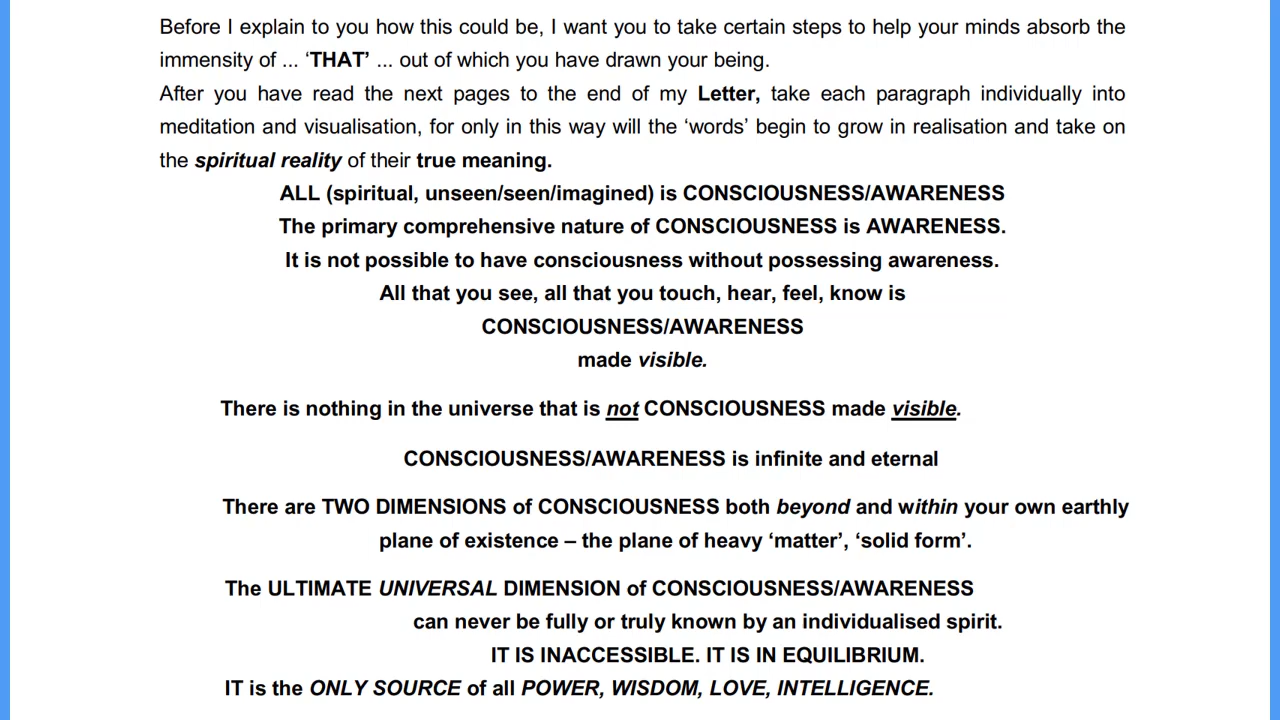 Before I explain to you how this could be, I want you to take certain steps to help your minds absorb the
immensity of ... ‘THAT’ ... out of which you have drawn your being.
After you have read the next pages to the end of my Letter, take each paragraph individually into
meditation and visualisation, for only in this way will the ‘words’ begin to grow in realisation and take on
the spiritual reality of their true meaning.
ALL (spiritual, unseen/seen/imagined) is CONSCIOUSNESS/AWARENESS
The primary comprehensive nature of CONSCIOUSNESS is AWARENESS.
It is not possible to have consciousness without possessing awareness.
All that you see, all that you touch, hear, feel, know is
CONSCIOUSNESS/AWARENESS
made visible.
There is nothing in the universe that is not CONSCIOUSNESS made visible.
CONSCIOUSNESS/AWARENESS is infinite and eternal
There are TWO DIMENSIONS of CONSCIOUSNESS both beyond and within your own earthly
plane of existence – the plane of heavy ‘matter’, ‘solid form’.
The ULTIMATE UNIVERSAL DIMENSION of CONSCIOUSNESS/AWARENESS
can never be fully or truly known by an individualised spirit.
IT IS INACCESSIBLE. IT IS IN EQUILIBRIUM.
IT is the ONLY SOURCE of all POWER, WISDOM, LOVE, INTELLIGENCE.